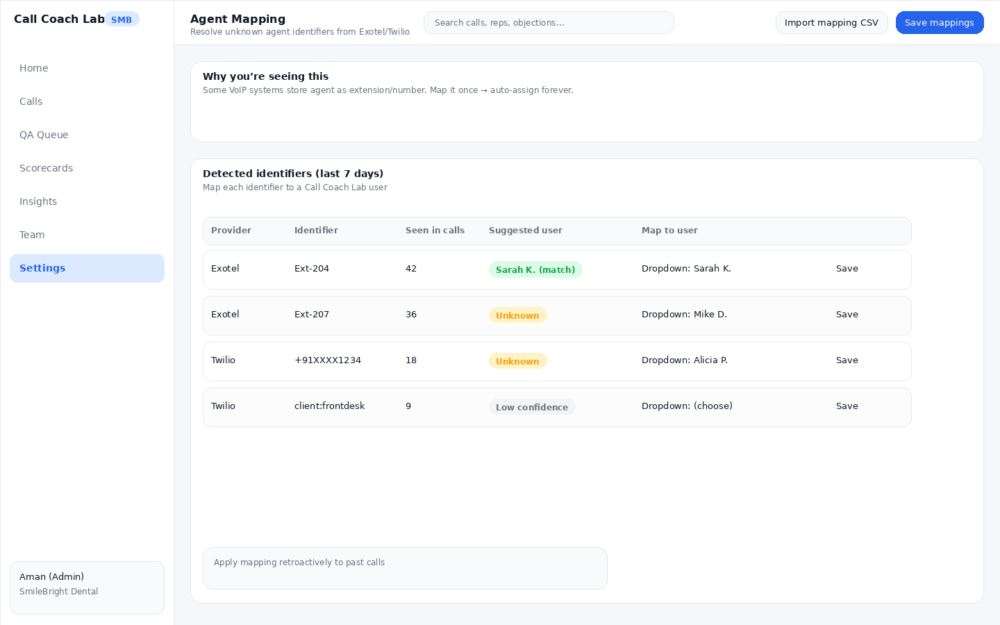 Call Coach Lab SMB
Home
Calls
QA Queue
Scorecards
Insights
Team
Settings
Aman (Admin)
SmileBright Dental
Agent Mapping
Resolve unknown agent identifiers from Exotel/Twilio
Search calls, reps, objections...
Import mapping CSV
Save mappings
Why you’re seeing this
Some VoIP systems store agent as extension/number. Map it once → auto-assign forever.
Detected identifiers (last 7 days)
Map each identifier to a Call Coach Lab user
Provider Identifier Seen in calls Suggested user Map to user
Exotel Ext-204 42 Sarah K. (match) Dropdown: Sarah K. Save
Exotel Ext-207 36 Unknown Dropdown: Mike D. Save
Twilio +91XXXX1234 18 Unknown Dropdown: Alicia P. Save
Twilio client:frontdesk 9 Low confidence Dropdown: (choose) Save
Apply mapping retroactively to past calls